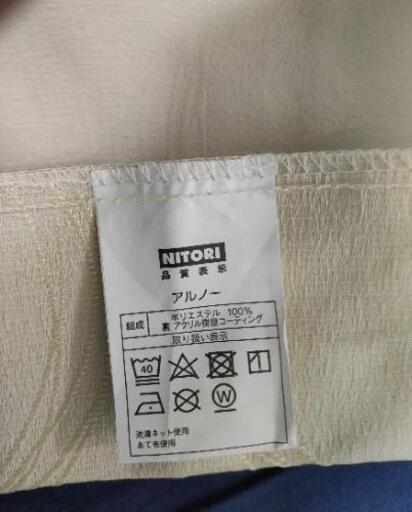 NITORI
品質表示
アルノー
組成 ポリエステル 100%
裏 アクリル樹脂コーティング
取り扱い表示
40
W
洗濯ネット使用
あて布使用